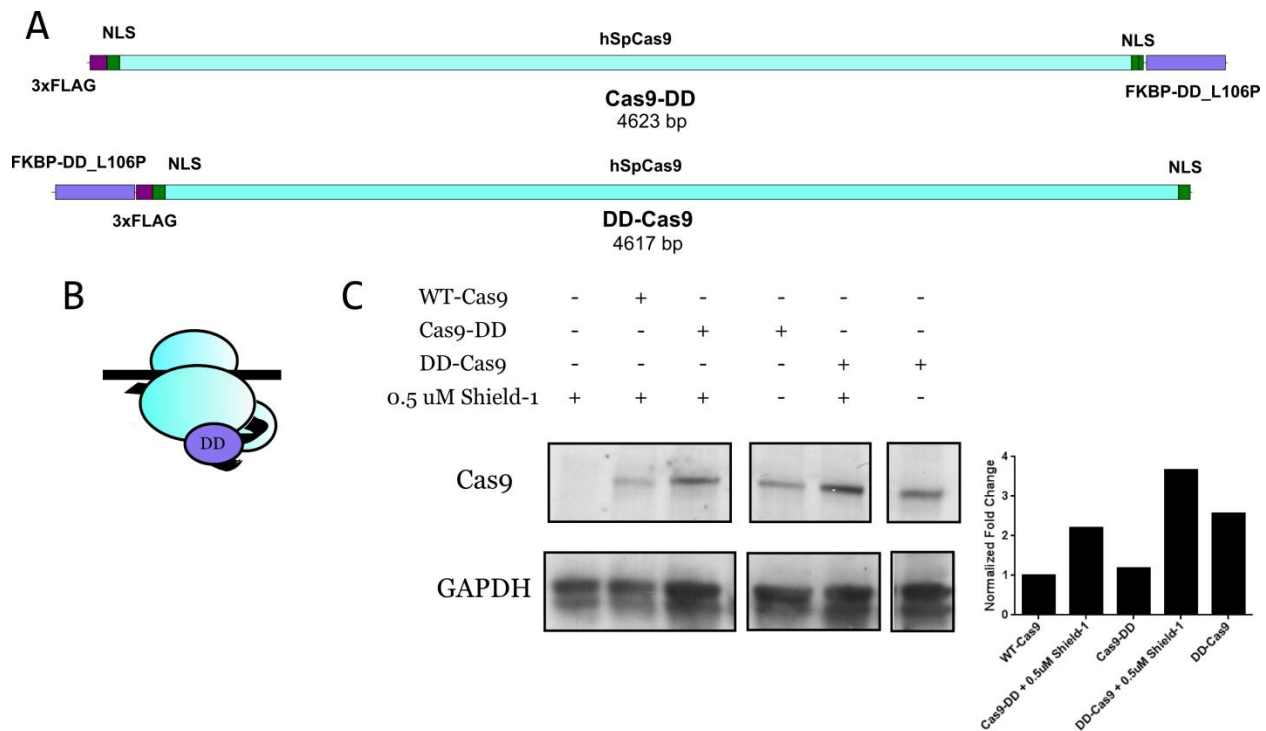 A
NLS
hSpCas9
NLS
3xFLAG
FKBP-DD_L106P
Cas9-DD
4623 bp
FKBP-DD_L106P
NLS
hSpCas9
NLS
3xFLAG
DD-Cas9
4617 bp
B
DD
C
WT-Cas9 - + - - - -
Cas9-DD - - + + - -
DD-Cas9 - - - - + +
0.5 uM Shield-1 + + + - + -
Cas9
GAPDH
Normalized Fold Change
4
3
2
1
0
WT-Cas9
Cas9-DD + 0.5uM Shield-1
Cas9-DD
DD-Cas9 + 0.5uM Shield-1
DD-Cas9